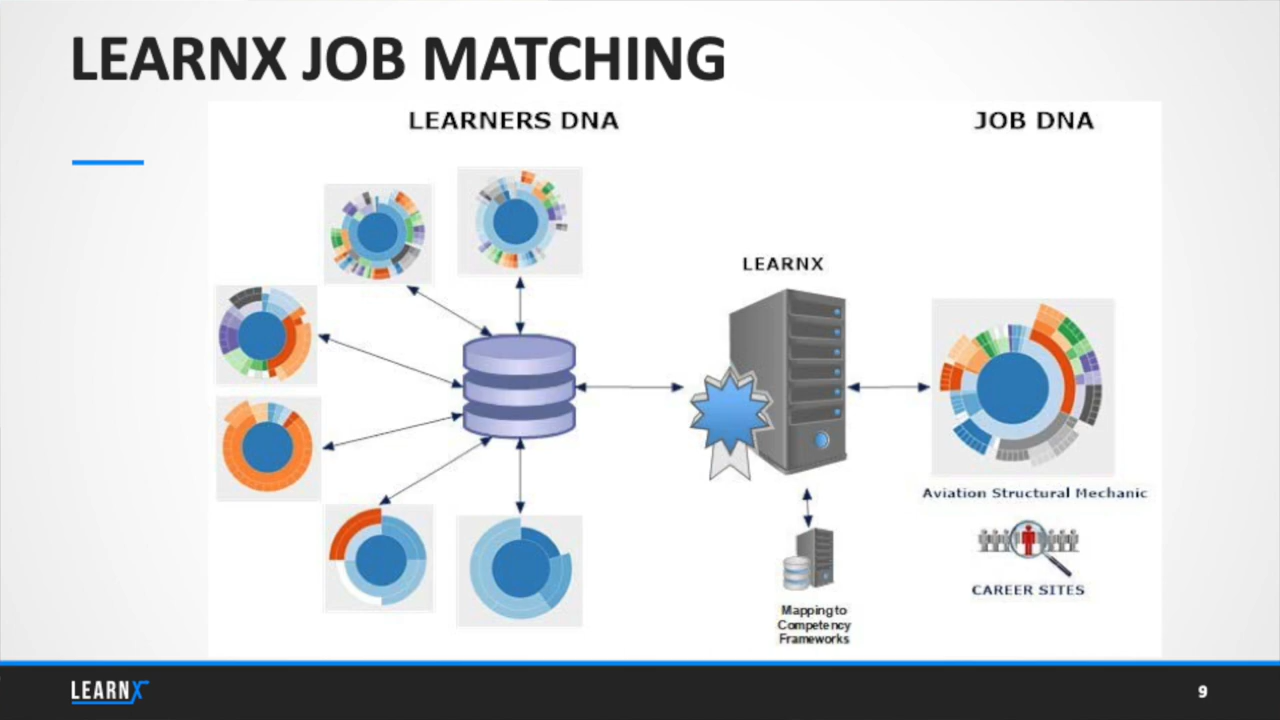 LEARNX JOB MATCHING
LEARNERS DNA
JOB DNA
LEARNX
Aviation Structural Mechanic
CAREER SITES
Mapping to
Competency
Frameworks
LEARNX
9